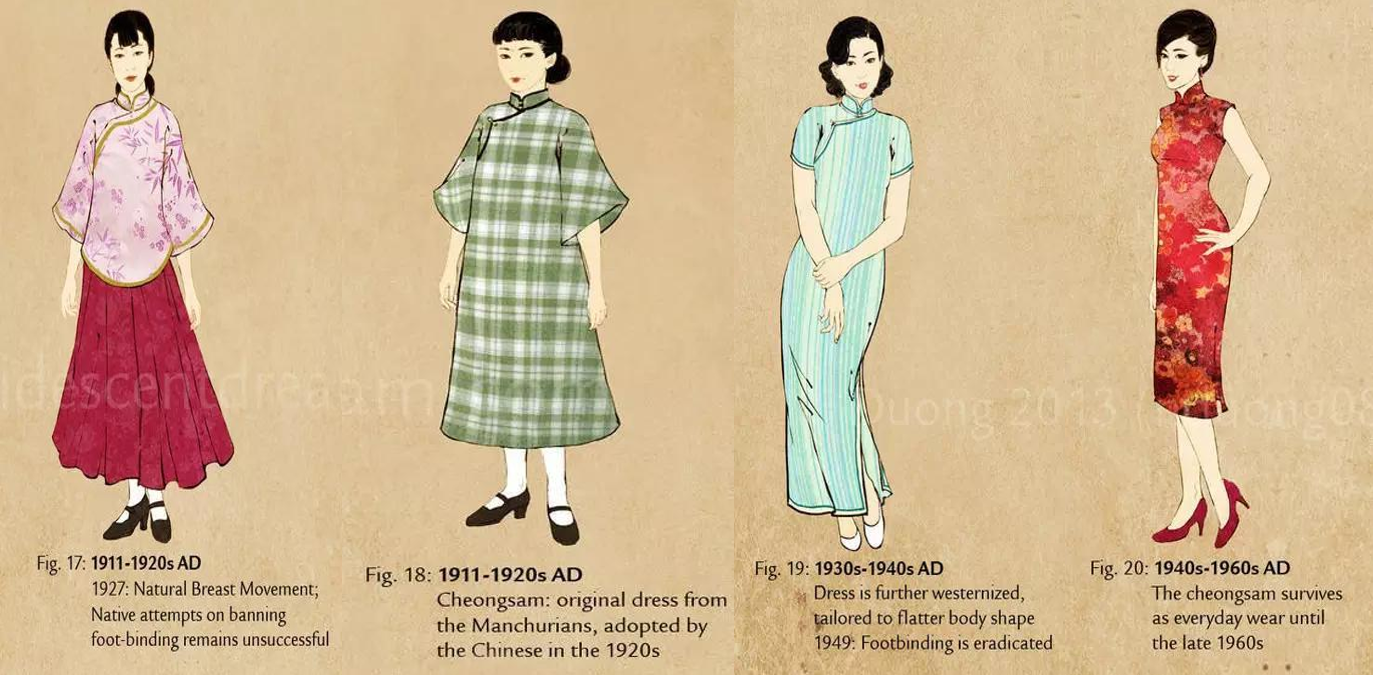 Fig. 17: 1911-1920s AD
1927: Natural Breast Movement;
Native attempts on banning
foot-binding remains unsuccessful
Fig. 18: 1911-1920s AD
Cheongsam: original dress from
the Manchurians, adopted by
the Chinese in the 1920s
Fig. 19: 1930s-1940s AD
Dress is further westernized,
tailored to flatter body shape
1949: Footbinding is eradicated
Fig. 20: 1940s-1960s AD
The cheongsam survives
as everyday wear until
the late 1960s
2013